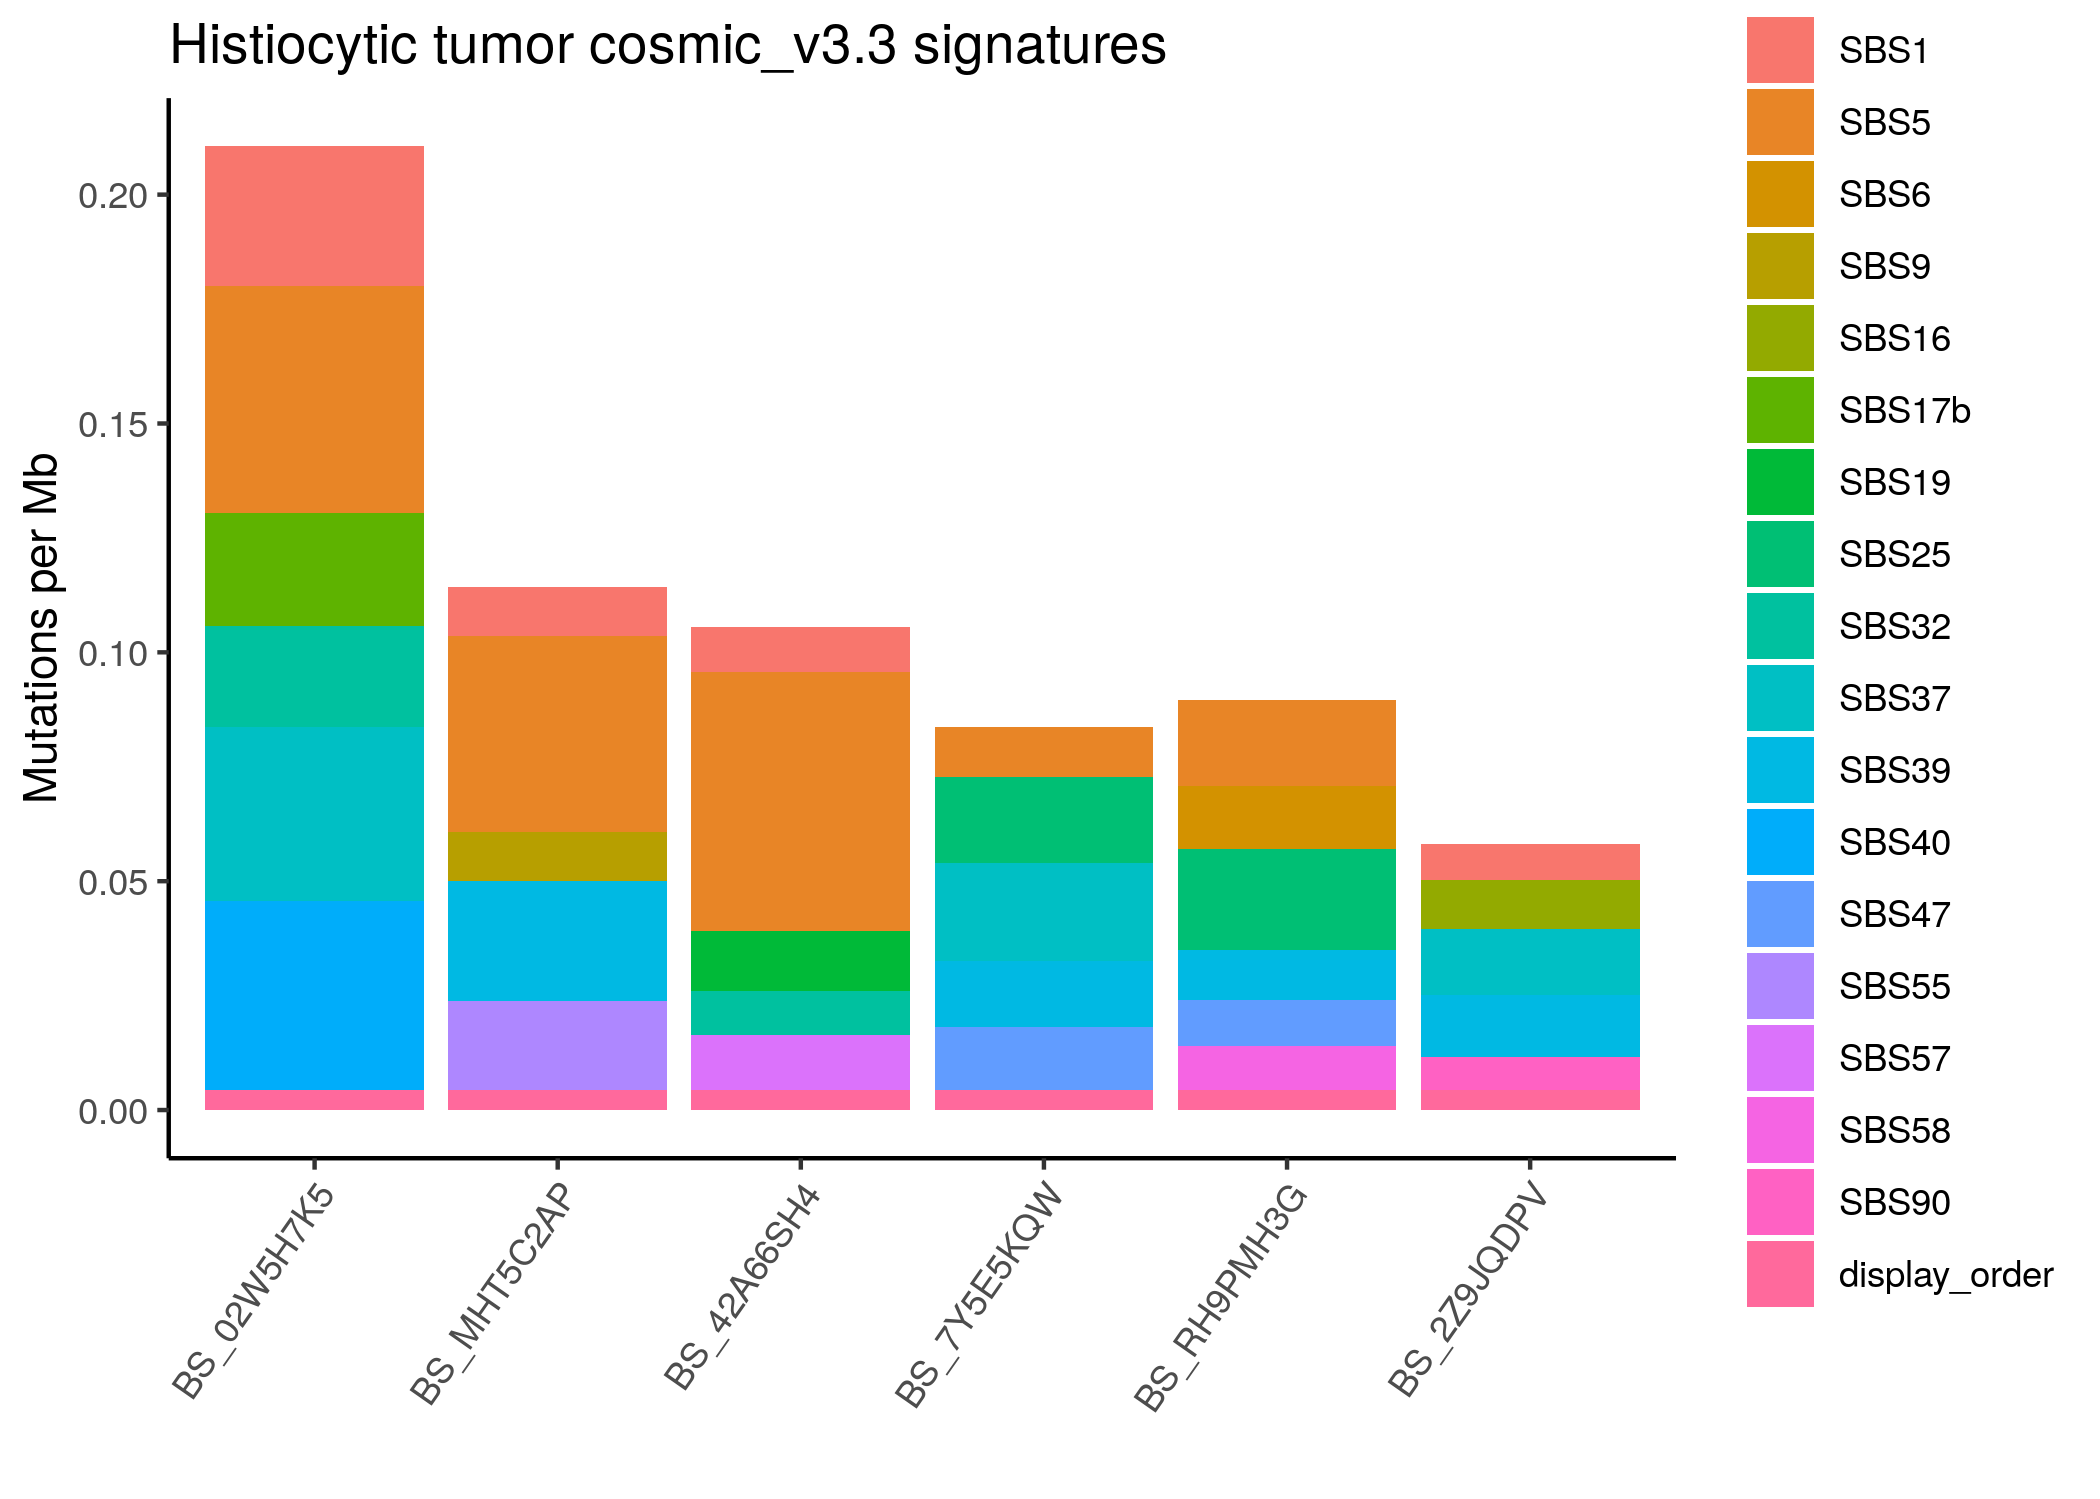 Histiocytic tumor cosmic_v3.3 signatures
Mutations per Mb
0.20
0.15
0.10
0.05
0.00
BS_02W5H7K5
BS_MHT5C2AP
BS_42A66SH4
BS_7Y5E5KQW
BS_RH9PMH3G
BS_2Z9JQDPV
SBS1
SBS5
SBS6
SBS9
SBS16
SBS17b
SBS19
SBS25
SBS32
SBS37
SBS39
SBS40
SBS47
SBS55
SBS57
SBS58
SBS90
display_order